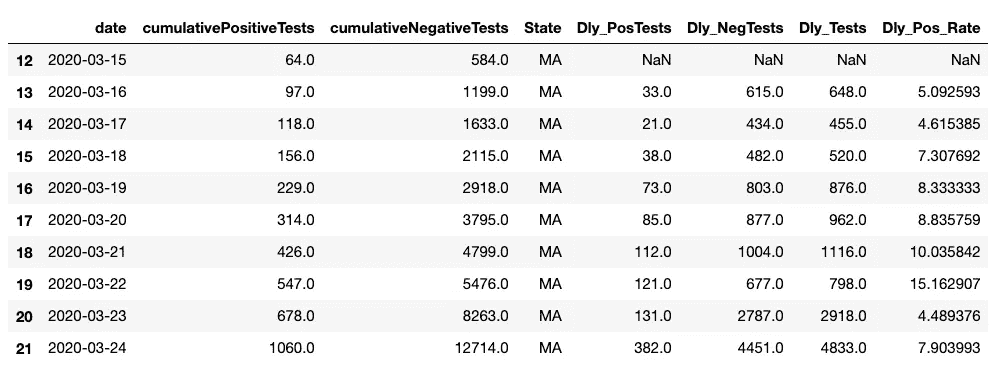 date cumulativePositiveTests cumulativeNegativeTests State Dly_PosTests Dly_NegTests Dly_Tests Dly_Pos_Rate
12 2020-03-15 64.0 584.0 MA NaN NaN NaN NaN
13 2020-03-16 97.0 1199.0 MA 33.0 615.0 648.0 5.092593
14 2020-03-17 118.0 1633.0 MA 21.0 434.0 455.0 4.615385
15 2020-03-18 156.0 2115.0 MA 38.0 482.0 520.0 7.307692
16 2020-03-19 229.0 2918.0 MA 73.0 803.0 876.0 8.333333
17 2020-03-20 314.0 3795.0 MA 85.0 877.0 962.0 8.835759
18 2020-03-21 426.0 4799.0 MA 112.0 1004.0 1116.0 10.035842
19 2020-03-22 547.0 5476.0 MA 121.0 677.0 798.0 15.162907
20 2020-03-23 678.0 8263.0 MA 131.0 2787.0 2918.0 4.489376
21 2020-03-24 1060.0 12714.0 MA 382.0 4451.0 4833.0 7.903993